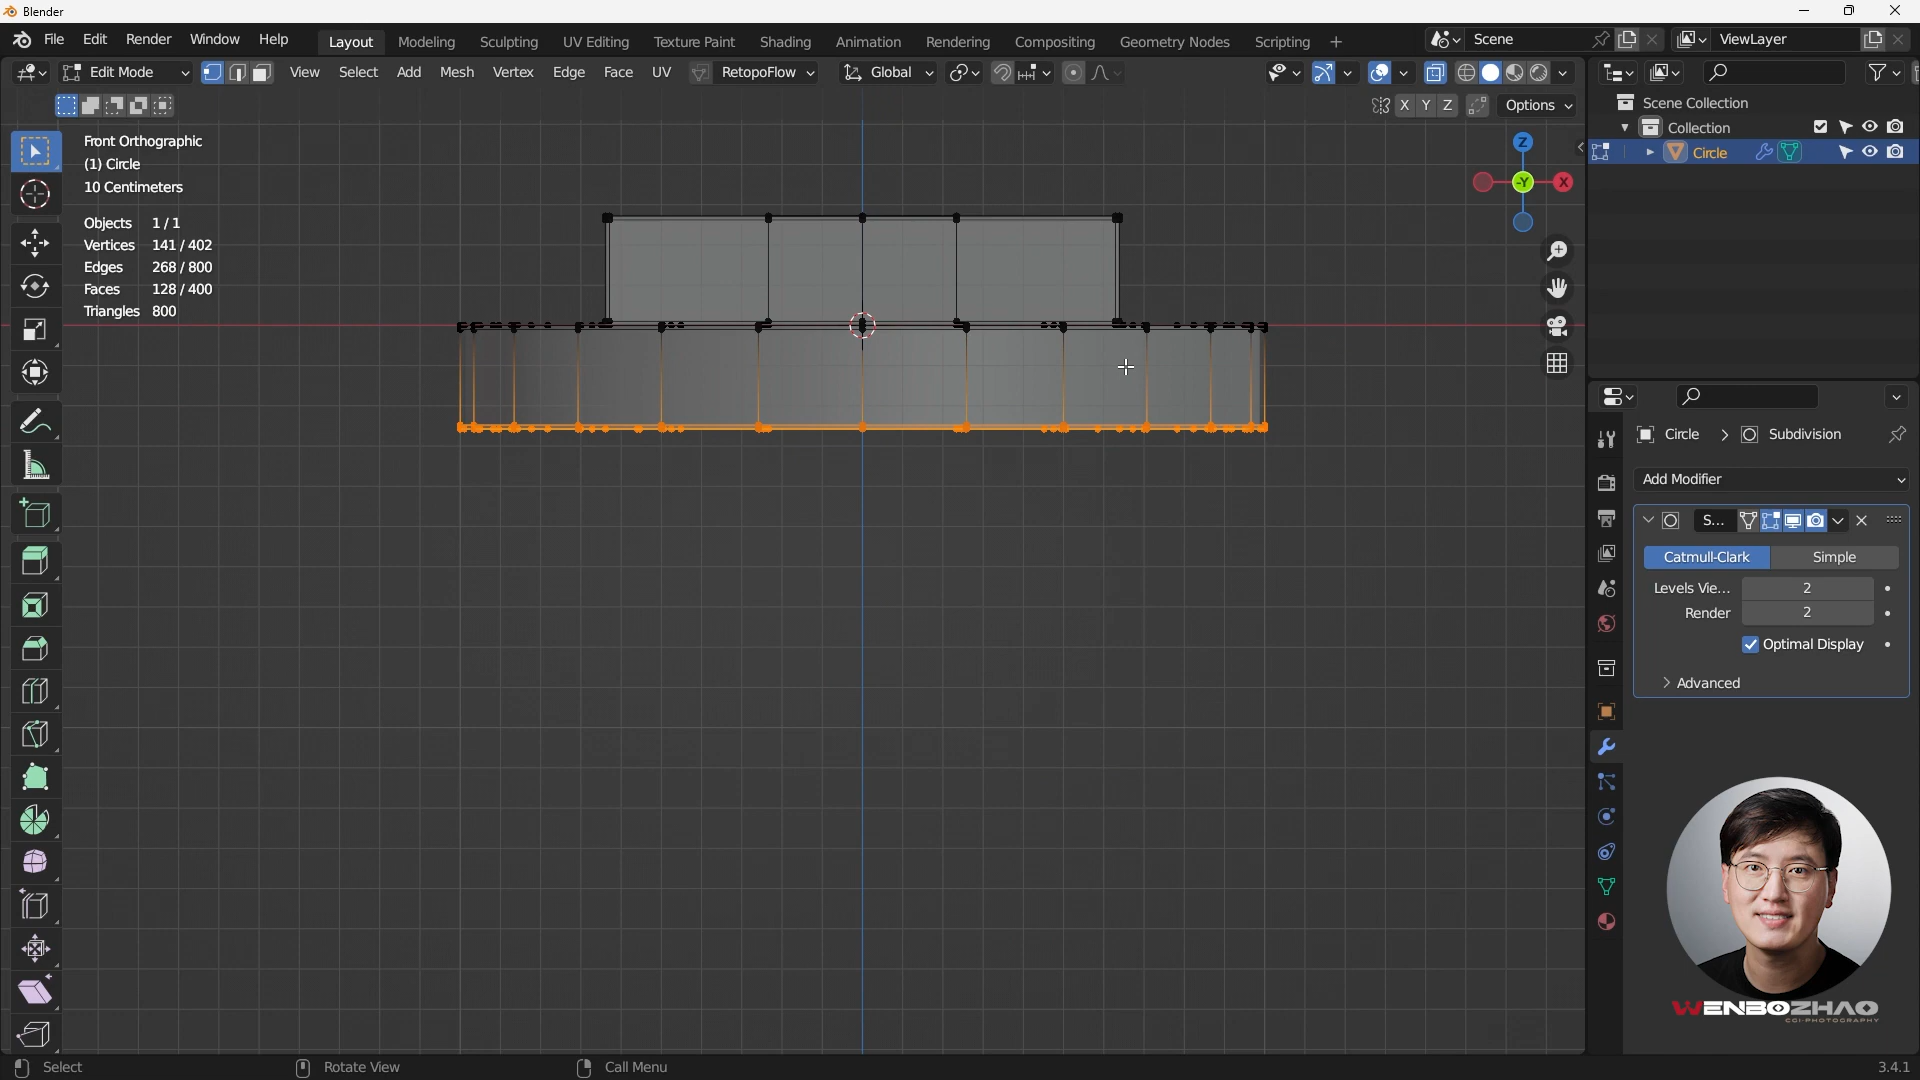 Blender
File Edit Render Window Help Layout Modeling Sculpting UV Editing Texture Paint Shading Animation Rendering Compositing Geometry Nodes Scripting + Scene ViewLayer
Edit Mode View Select Add Mesh Vertex Edge Face UV RetopoFlow Global
X Y Z Options
Front Orthographic
(1) Circle
10 Centimeters
Objects 1/1
Vertices 141/402
Edges 268/800
Faces 128/400
Triangles 800
Z
-Y
X
Scene Collection
Collection
Circle
Circle > Subdivision
Add Modifier
S...
Catmull-Clark Simple
Levels Vie... 2
Render 2
Optimal Display
Advanced
WENBOZHAO
CGI-PHOTOGRAPHY
Select Rotate View Call Menu 3.4.1